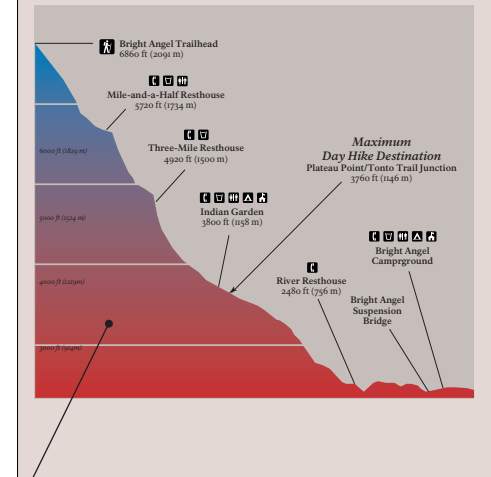 Bright Angel Trailhead
6860 ft (2091 m)
Mile-and-a-Half Resthouse
5720 ft (1734 m)
6000 ft (1829 m)
Three-Mile Resthouse
4920 ft (1500 m)
Maximum
Day Hike Destination
Plateau Point/Tonto Trail Junction
3760 ft (1146 m)
Indian Garden
3800 ft (1158 m)
5000 ft (1524 m)
Bright Angel
Camprground
4000 ft (1219m)
River Resthouse
2480 ft (756 m)
Bright Angel
Suspension
Bridge
3000 ft (914m)